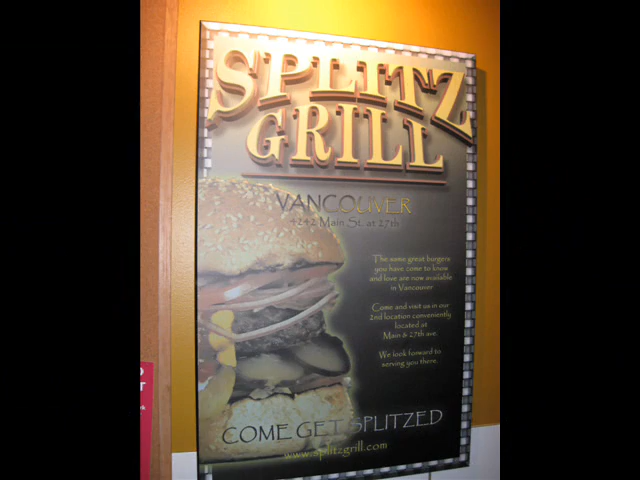 SPLITZ
GRILL
VANCOUVER
4242 Main St. at 27th
The same great burgers
you have come to know
and love are now available
in Vancouver
Come and visit us in our
2nd location conveniently
located at
Main & 27th ave.
We look forward to
serving you there.
COME GET SPLITZED
www.splitzgrill.com